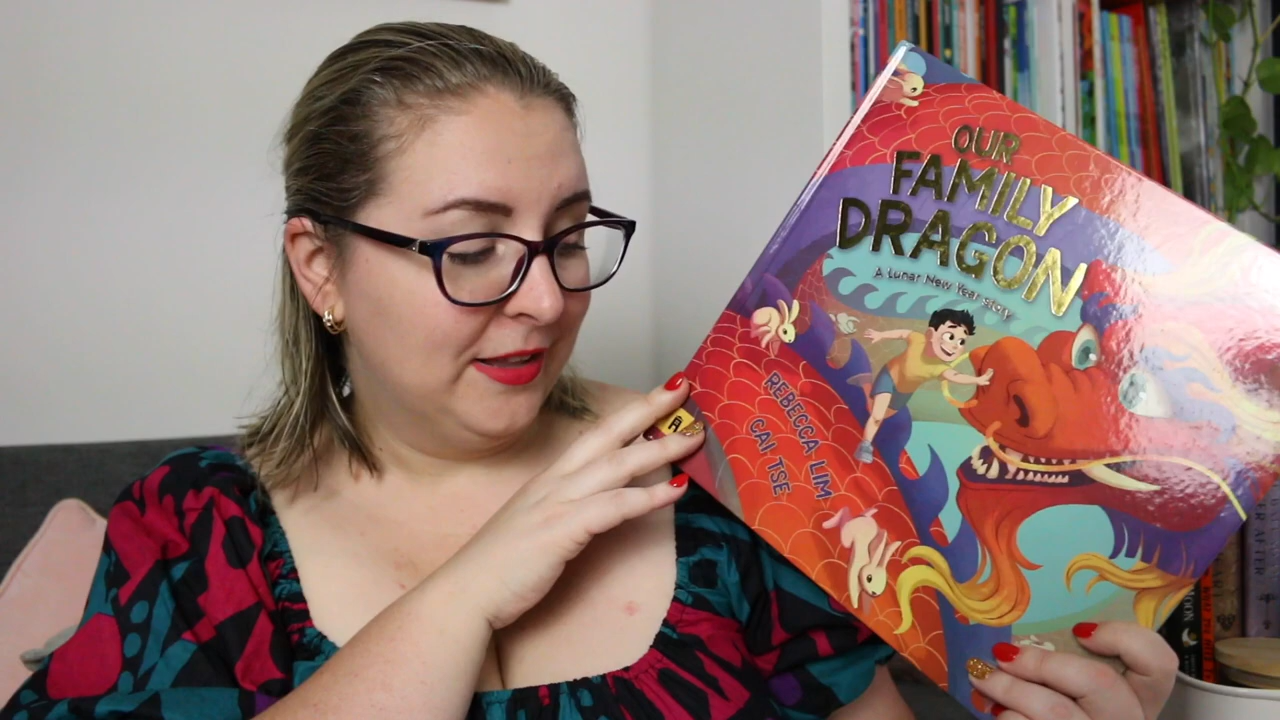 OUR
FAMILY
DRAGON
A Lunar New Year story
REBECCA LIM
CAI TSE